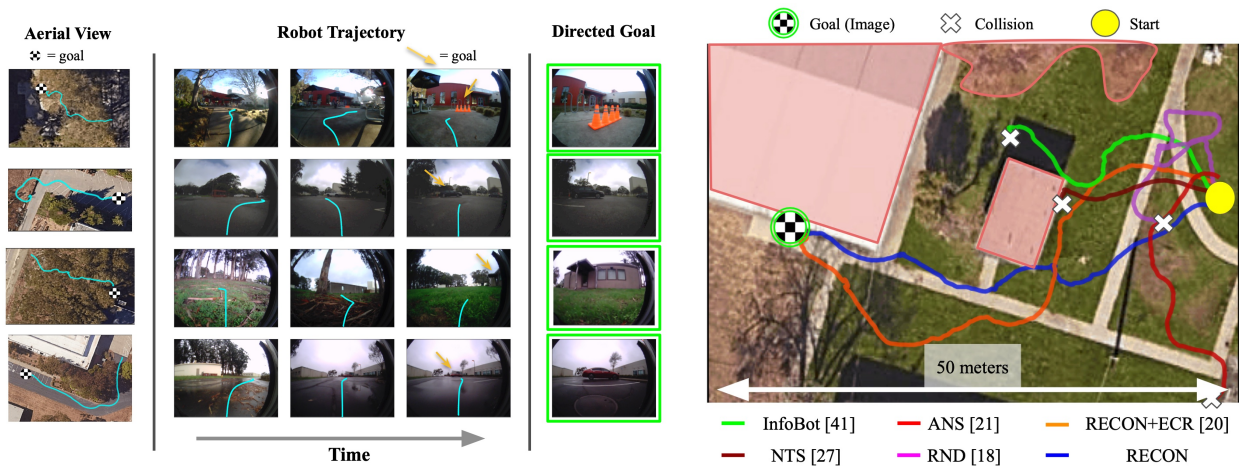 Aerial View
= goal
Robot Trajectory
= goal
Directed Goal
Time
Goal (Image)
Collision
Start
50 meters
InfoBot [41]
ANS [21]
RECON+ECR [20]
NTS [27]
RND [18]
RECON